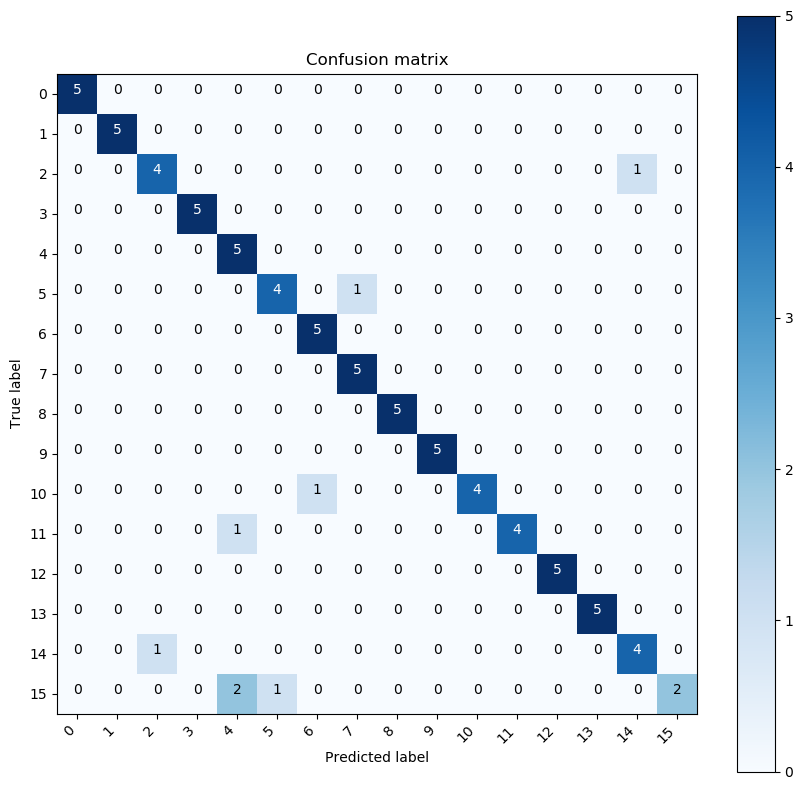 Confusion matrix
0 5 0 0 0 0 0 0 0 0 0 0 0 0 0 0 0
1 0 5 0 0 0 0 0 0 0 0 0 0 0 0 0 0
2 0 0 4 0 0 0 0 0 0 0 0 0 0 0 1 0
3 0 0 0 5 0 0 0 0 0 0 0 0 0 0 0 0
4 0 0 0 0 5 0 0 0 0 0 0 0 0 0 0 0
5 0 0 0 0 0 4 0 1 0 0 0 0 0 0 0 0
6 0 0 0 0 0 0 5 0 0 0 0 0 0 0 0 0
7 0 0 0 0 0 0 0 5 0 0 0 0 0 0 0 0
8 0 0 0 0 0 0 0 0 5 0 0 0 0 0 0 0
9 0 0 0 0 0 0 0 0 0 5 0 0 0 0 0 0
10 0 0 0 0 0 0 1 0 0 0 4 0 0 0 0 0
11 0 0 0 0 1 0 0 0 0 0 0 4 0 0 0 0
12 0 0 0 0 0 0 0 0 0 0 0 0 5 0 0 0
13 0 0 0 0 0 0 0 0 0 0 0 0 0 5 0 0
14 0 0 1 0 0 0 0 0 0 0 0 0 0 0 4 0
15 0 0 0 0 2 1 0 0 0 0 0 0 0 0 0 2
0 1 2 3 4 5 6 7 8 9 10 11 12 13 14 15
Predicted label
True label
5
4
3
2
1
0